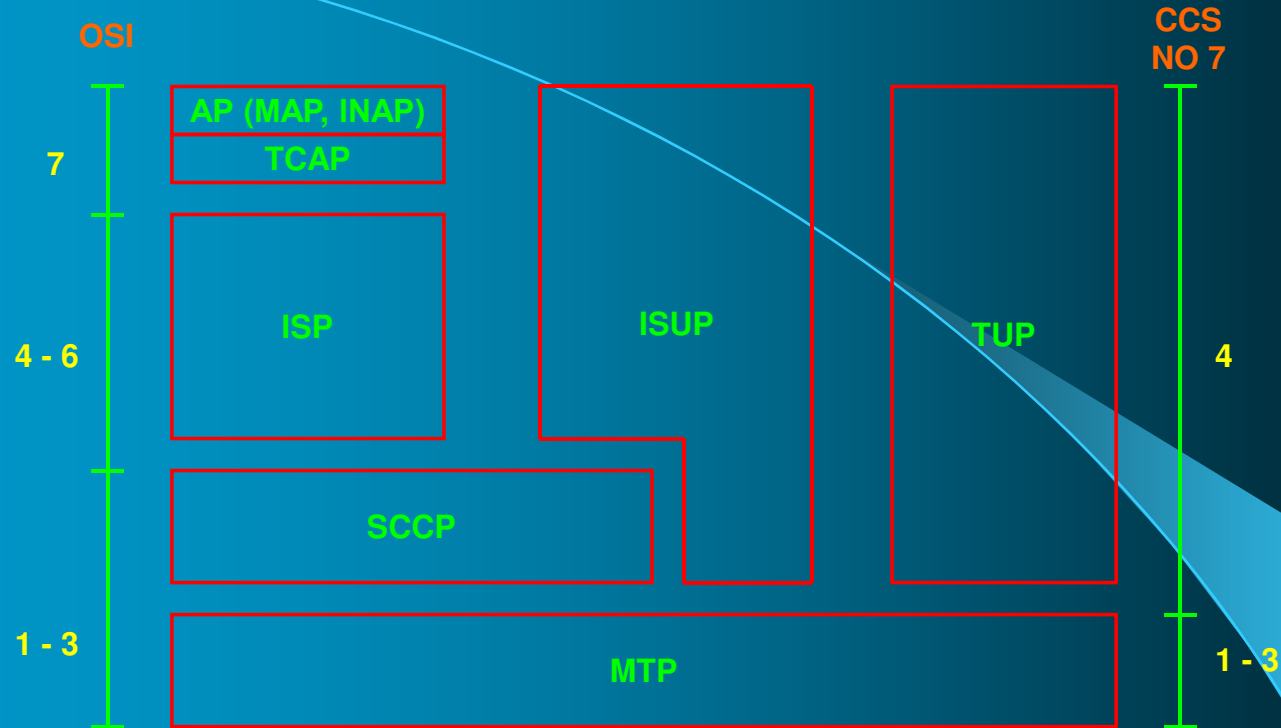 OSI
CCS
NO 7
AP (MAP, INAP)
TCAP
7
ISP
ISUP
TUP
4 - 6
4
SCCP
1 - 3
MTP
1 - 3